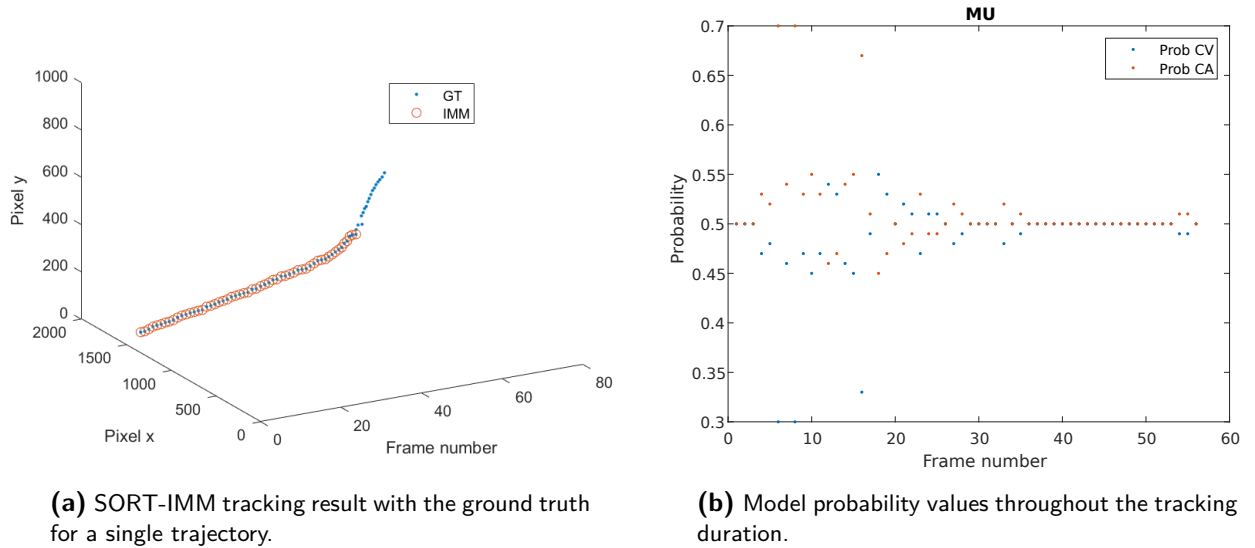 1000
800
600
400
200
0
Pixel y
2000
1500
1000
500
0
Pixel x
0
20
40
60
80
Frame number
GT
IMM
MU
0.7
0.65
0.6
0.55
0.5
0.45
0.4
0.35
0.3
Probability
0
10
20
30
40
50
60
Frame number
Prob CV
Prob CA
(a) SORT-IMM tracking result with the ground truth
for a single trajectory.
(b) Model probability values throughout the tracking
duration.